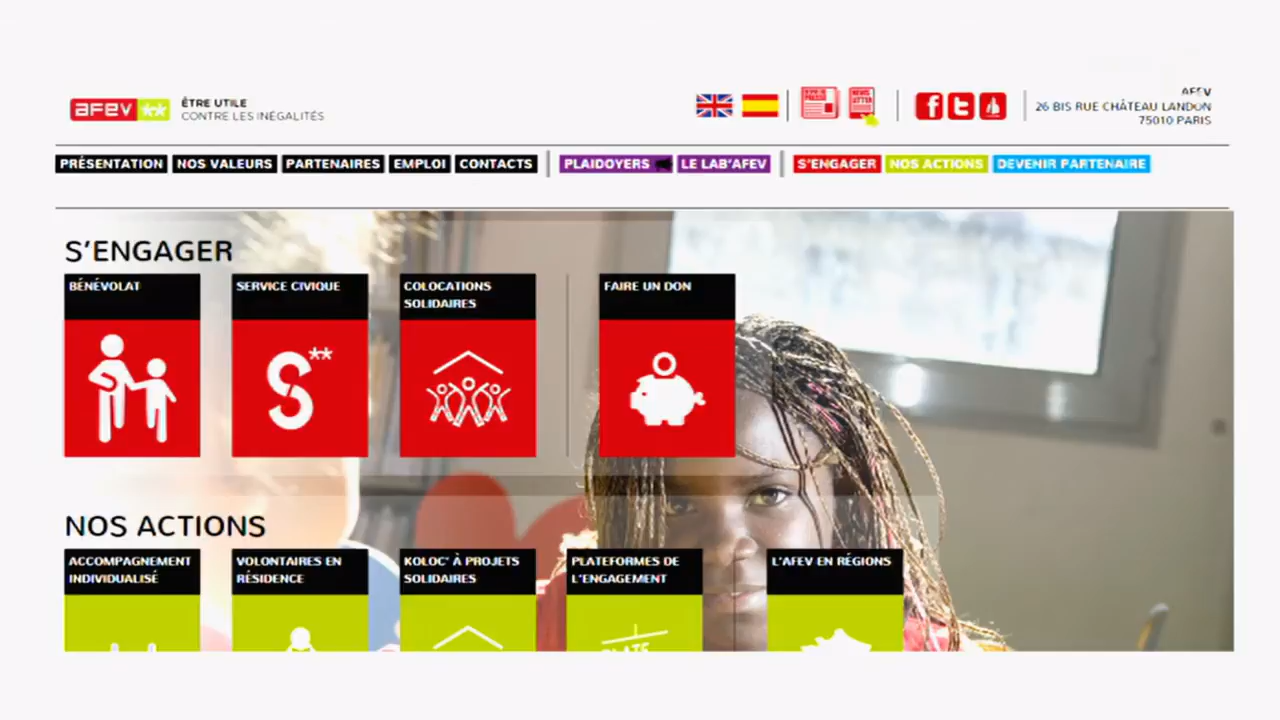 afev**
ÊTRE UTILE
CONTRE LES INÉGALITÉS
AFEV
26 BIS RUE CHÂTEAU LANDON
75010 PARIS
PRÉSENTATION NOS VALEURS PARTENAIRES EMPLOI CONTACTS PLAIDOYERS LE LAB'AFEV S'ENGAGER NOS ACTIONS DEVENIR PARTENAIRE
S'ENGAGER
BÉNÉVOLAT
SERVICE CIVIQUE
COLOCATIONS
SOLIDAIRES
FAIRE UN DON
S**
NOS ACTIONS
ACCOMPAGNEMENT
INDIVIDUALISÉ
VOLONTAIRES EN
RÉSIDENCE
KOLOC' À PROJETS
SOLIDAIRES
PLATEFORMES DE
L'ENGAGEMENT
L'AFEV EN RÉGIONS